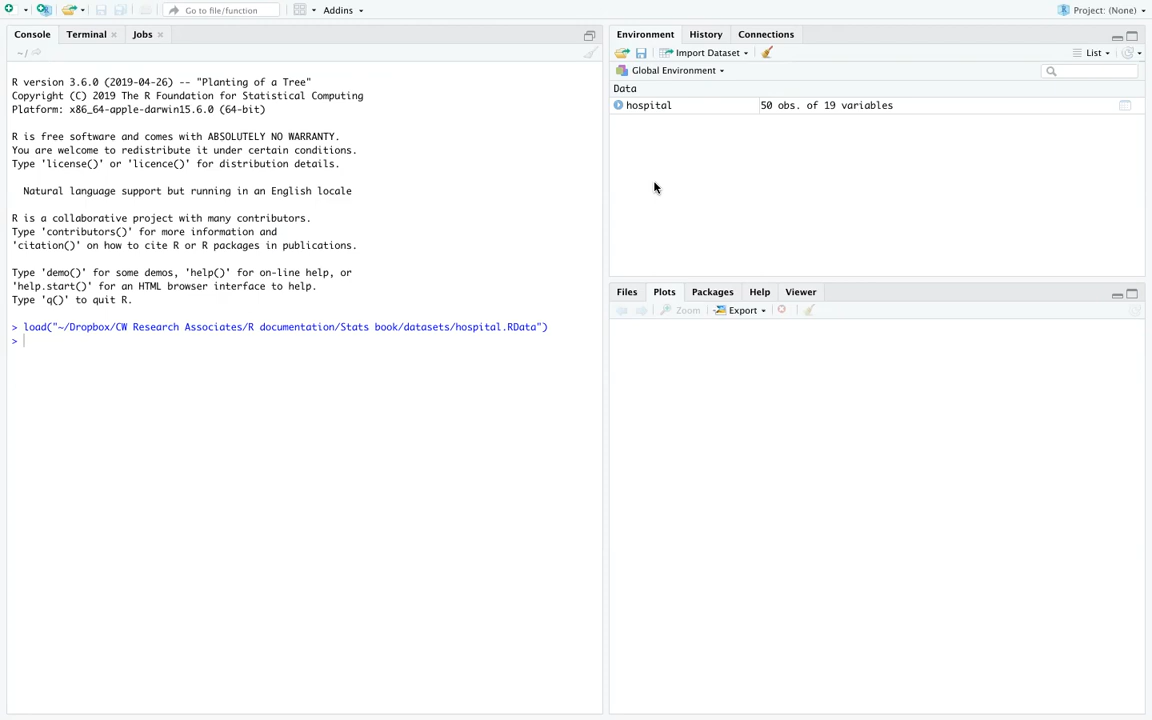 Go to file/function
Addins
Project: (None)
Console
Terminal
Jobs
~/
R version 3.6.0 (2019-04-26) -- "Planting of a Tree"
Copyright (C) 2019 The R Foundation for Statistical Computing
Platform: x86_64-apple-darwin15.6.0 (64-bit)
R is free software and comes with ABSOLUTELY NO WARRANTY.
You are welcome to redistribute it under certain conditions.
Type 'license()' or 'licence()' for distribution details.
Natural language support but running in an English locale
R is a collaborative project with many contributors.
Type 'contributors()' for more information and
'citation()' on how to cite R or R packages in publications.
Type 'demo()' for some demos, 'help()' for on-line help, or
'help.start()' for an HTML browser interface to help.
Type 'q()' to quit R.
> load("~/Dropbox/CW Research Associates/R documentation/Stats book/datasets/hospital.RData")
>
Environment
History
Connections
Import Dataset
List
Global Environment
Data
hospital
50 obs. of 19 variables
Files
Plots
Packages
Help
Viewer
Zoom
Export